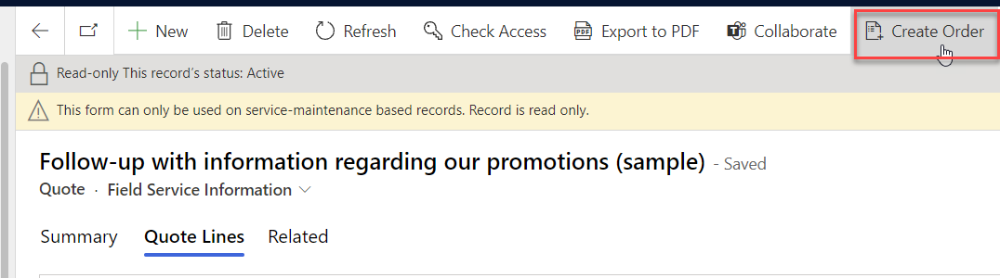 New Delete Refresh Check Access Export to PDF Collaborate Create Order
Read-only This record's status: Active
This form can only be used on service-maintenance based records. Record is read only.
Follow-up with information regarding our promotions (sample) - Saved
Quote · Field Service Information
Summary Quote Lines Related